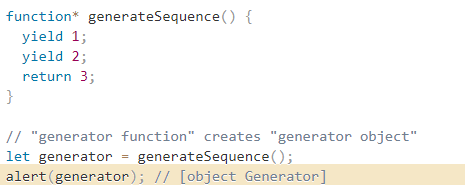 function* generateSequence() {
  yield 1;
  yield 2;
  return 3;
}

// "generator function" creates "generator object"
let generator = generateSequence();
alert(generator); // [object Generator]